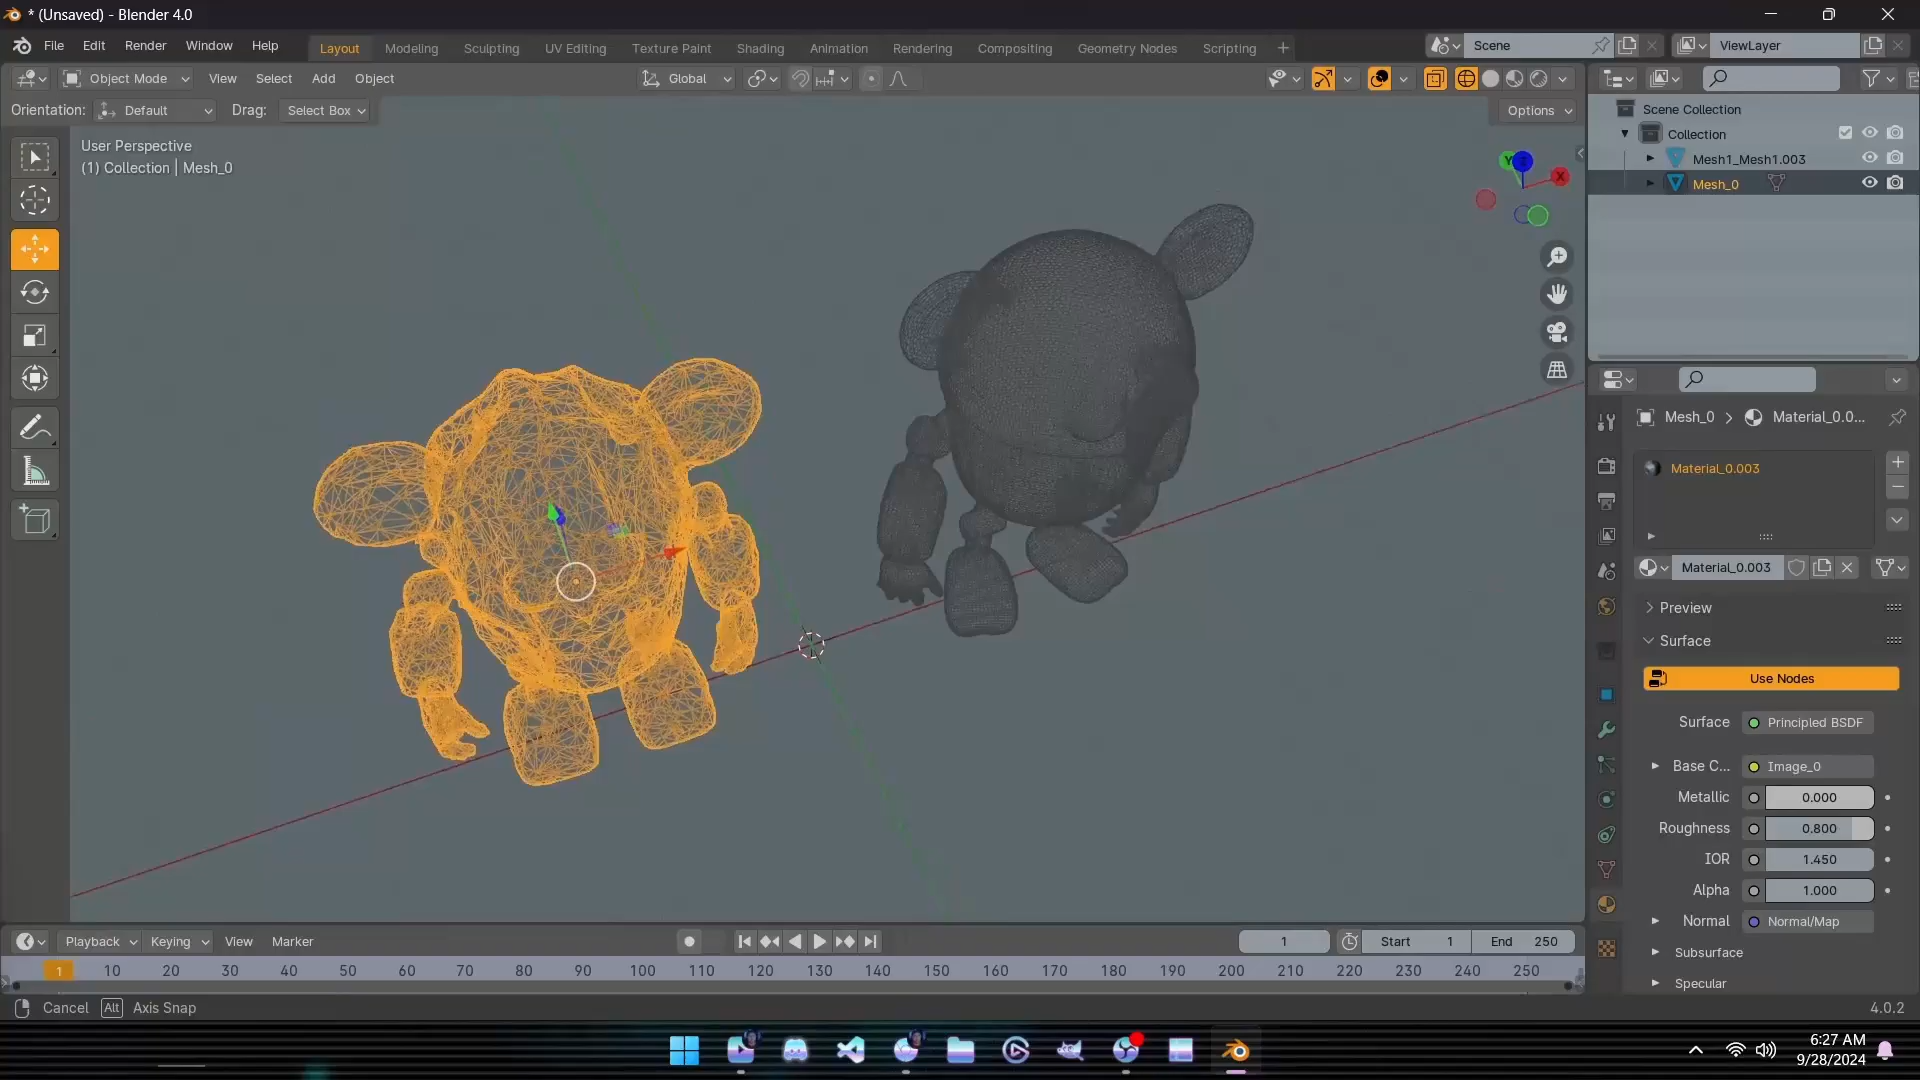 * (Unsaved) - Blender 4.0
File Edit Render Window Help Layout Modeling Sculpting UV Editing Texture Paint Shading Animation Rendering Compositing Geometry Nodes Scripting + Scene ViewLayer
Object Mode View Select Add Object Global
Orientation: Default Drag: Select Box Options
User Perspective
(1) Collection | Mesh_0
Y Z X
Scene Collection
Collection
Mesh1_Mesh1.003
Mesh_0
Mesh_0 > Material_0.0...
Material_0.003
Material_0.003
Preview
Surface
Use Nodes
Surface Principled BSDF
Base C... Image_0
Metallic 0.000
Roughness 0.800
IOR 1.450
Alpha 1.000
Normal Normal/Map
Subsurface
Specular
Playback Keying View Marker 1 Start 1 End 250
1 10 20 30 40 50 60 70 80 90 100 110 120 130 140 150 160 170 180 190 200 210 220 230 240 250
Cancel Alt Axis Snap 4.0.2
6:27 AM
9/28/2024